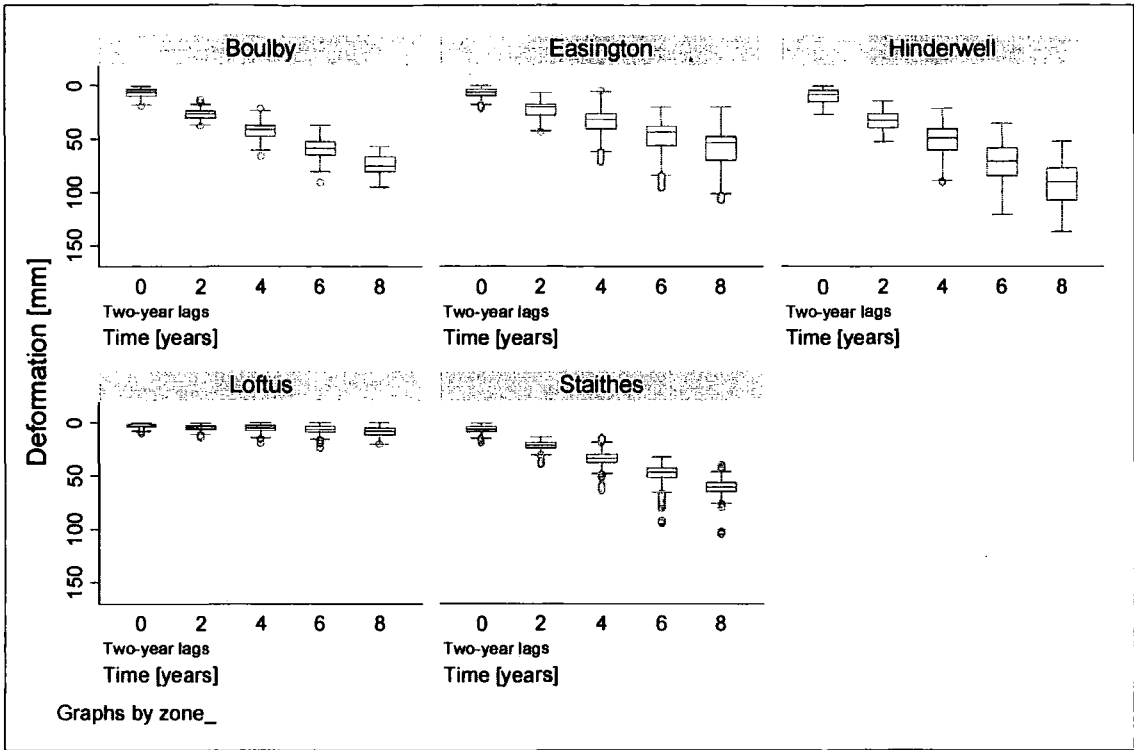 Boulby Easington Hinderwell
Deformation [mm]
0
50
100
150
0 2 4 6 8
Two-year lags
Time [years]
0 2 4 6 8
Two-year lags
Time [years]
0 2 4 6 8
Two-year lags
Time [years]
Loftus Staithes
0
50
100
150
0 2 4 6 8
Two-year lags
Time [years]
0 2 4 6 8
Two-year lags
Time [years]
Graphs by zone_